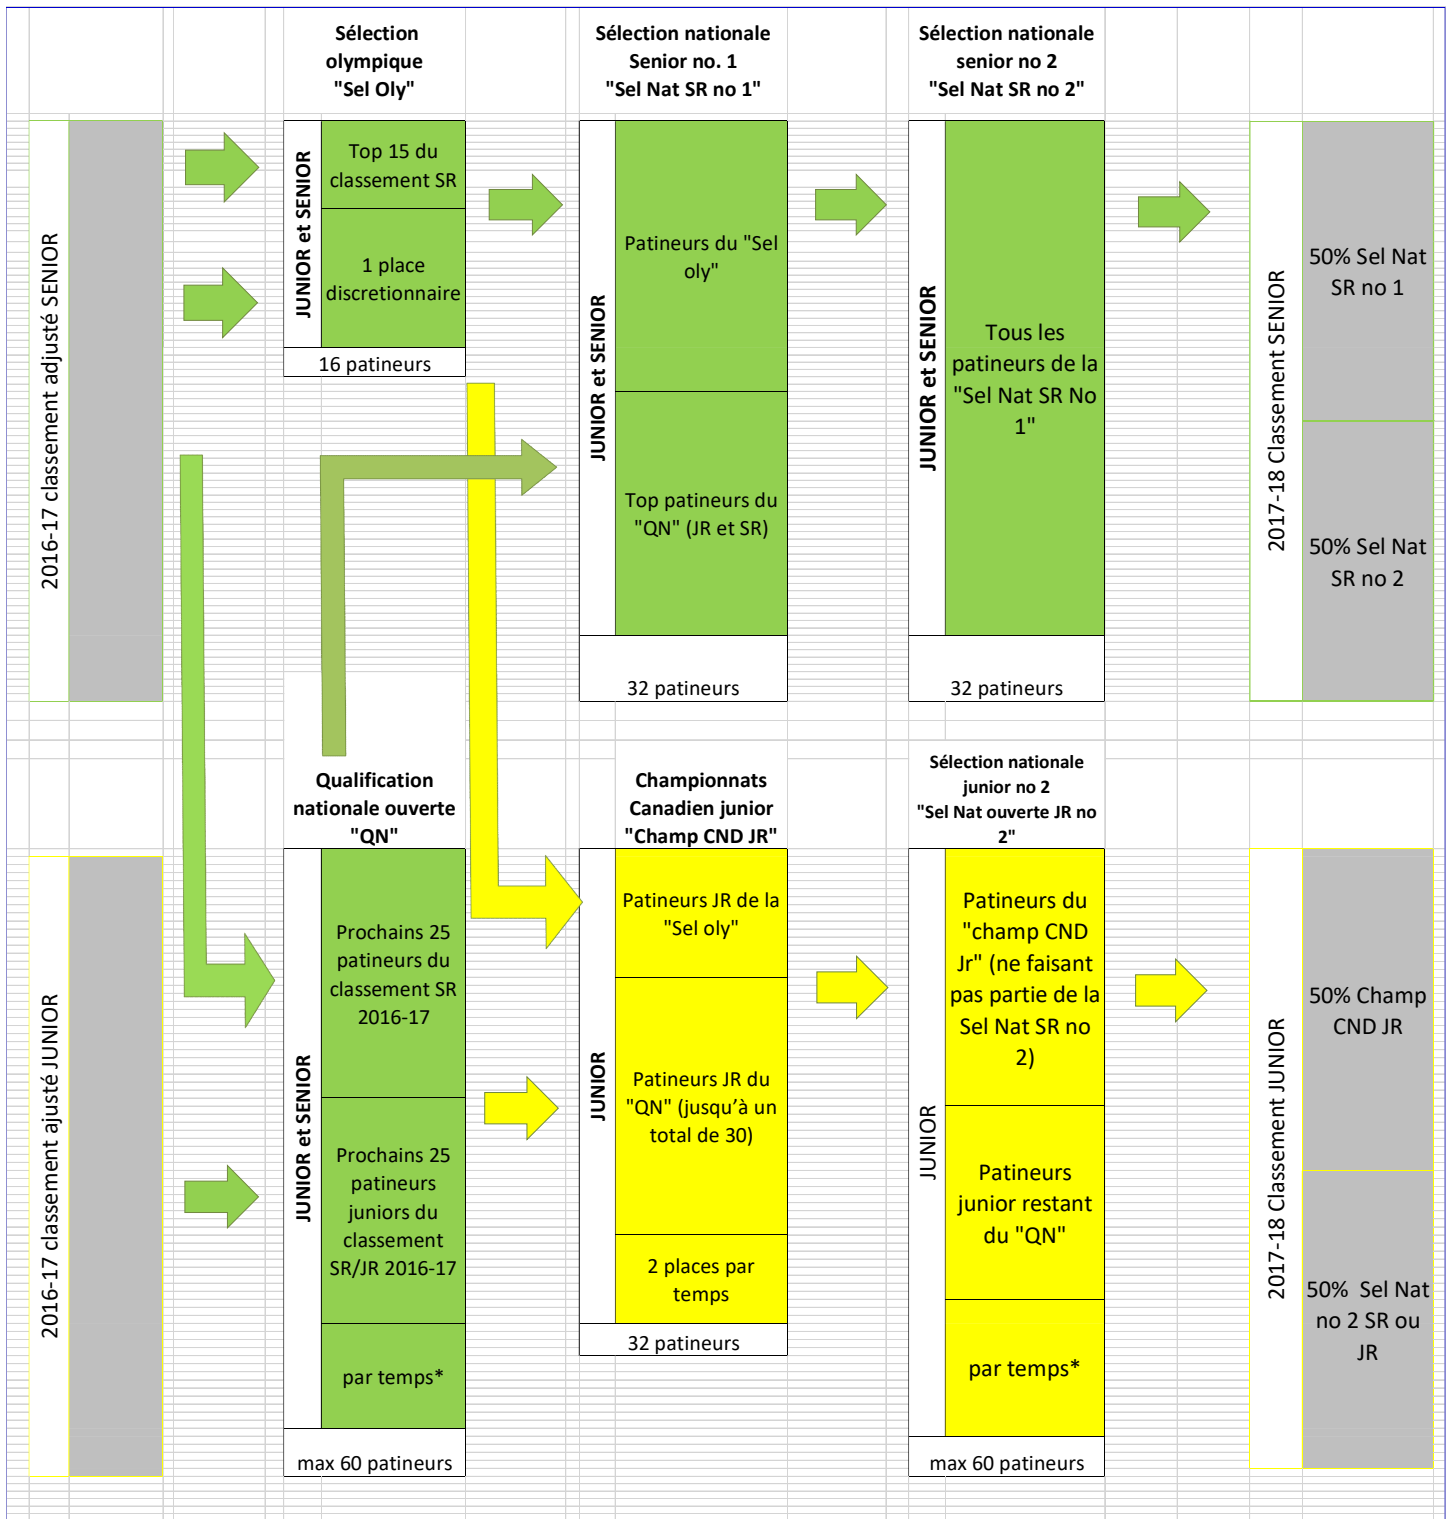 Sélection
olympique
"Sel Oly"
Sélection nationale
Senior no. 1
"Sel Nat SR no 1"
Sélection nationale
senior no 2
"Sel Nat SR no 2"
2016-17 classement adjusté SENIOR
JUNIOR et SENIOR
Top 15 du
classement SR
1 place
discretionnaire
16 patineurs
JUNIOR et SENIOR
Patineurs du "Sel
oly"
Top patineurs du
"QN" (JR et SR)
32 patineurs
JUNIOR et SENIOR
Tous les
patineurs de la
"Sel Nat SR No
1"
32 patineurs
2017-18 Classement SENIOR
50% Sel Nat
SR no 1
50% Sel Nat
SR no 2
Qualification
nationale ouverte
"QN"
Championnats
Canadien junior
"Champ CND JR"
Sélection nationale
junior no 2
"Sel Nat ouverte JR no
2"
2016-17 classement ajusté JUNIOR
JUNIOR et SENIOR
Prochains 25
patineurs du
classement SR
2016-17
Prochains 25
patineurs
juniors du
classement
SR/JR 2016-17
par temps*
max 60 patineurs
JUNIOR
Patineurs JR de la
"Sel oly"
Patineurs JR du
"QN" (jusqu’à un
total de 30)
2 places par
temps
32 patineurs
JUNIOR
Patineurs du
"champ CND
Jr" (ne faisant
pas partie de la
Sel Nat SR no
2)
Patineurs
junior restant
du "QN"
par temps*
max 60 patineurs
2017-18 Classement JUNIOR
50% Champ
CND JR
50%  Sel Nat
no 2 SR ou
JR